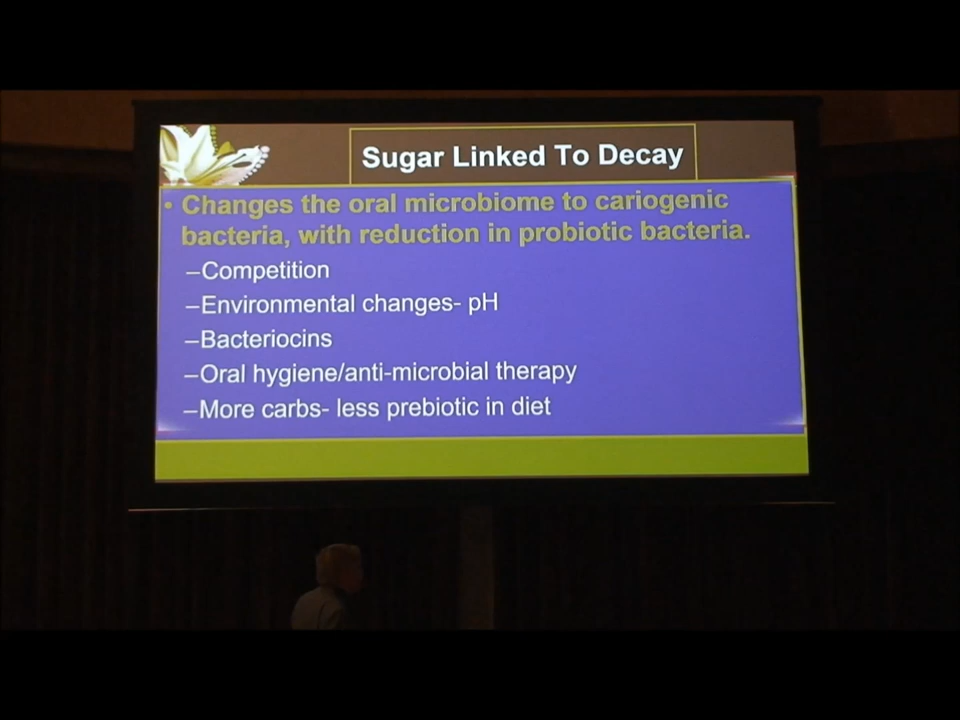 Sugar Linked To Decay
• Changes the oral microbiome to cariogenic
bacteria, with reduction in probiotic bacteria.
–Competition
–Environmental changes- pH
–Bacteriocins
–Oral hygiene/anti-microbial therapy
–More carbs- less prebiotic in diet